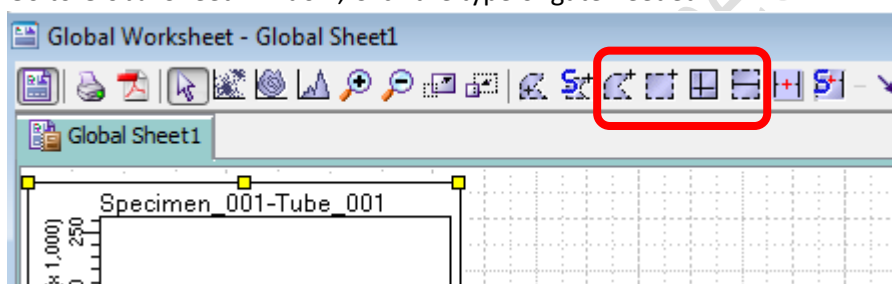 Global Worksheet - Global Sheet1
Global Sheet1
Specimen_001-Tube_001
250
x 1,000)